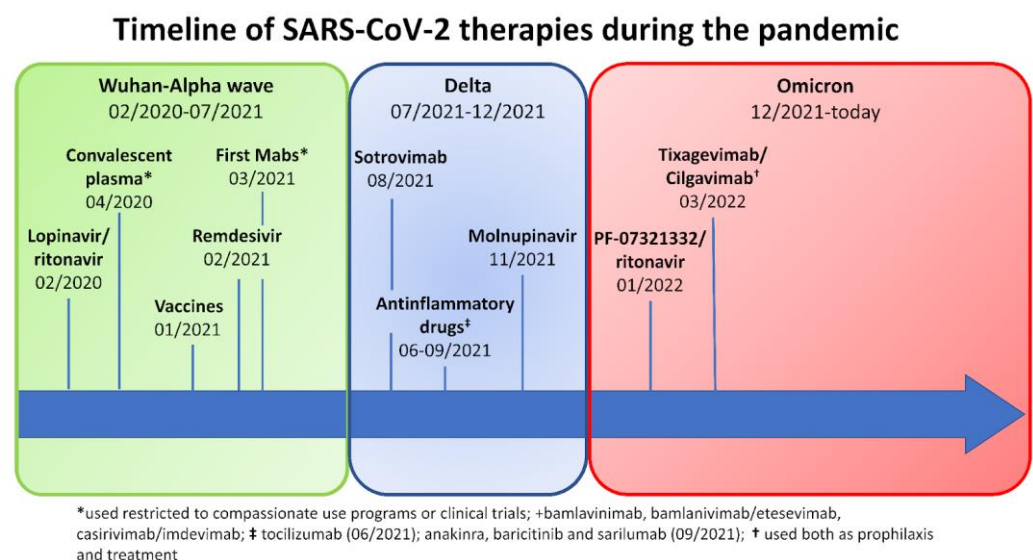 Timeline of SARS-CoV-2 therapies during the pandemic
Wuhan-Alpha wave
02/2020-07/2021
Convalescent
plasma*
04/2020
First Mabs*
03/2021
Lopinavir/
ritonavir
02/2020
Remdesivir
02/2021
Vaccines
01/2021
Delta
07/2021-12/2021
Sotrovimab
08/2021
Molnupinavir
11/2021
Antinflammatory
drugs‡
06-09/2021
Omicron
12/2021-today
Tixagevimab/
Cilgavimab†
03/2022
PF-07321332/
ritonavir
01/2022
*used restricted to compassionate use programs or clinical trials; +bamlavinimab, bamlanivimab/etesevimab,
casirivimab/imdevimab; ‡ tocilizumab (06/2021); anakinra, baricitinib and sarilumab (09/2021); † used both as prophilaxis
and treatment